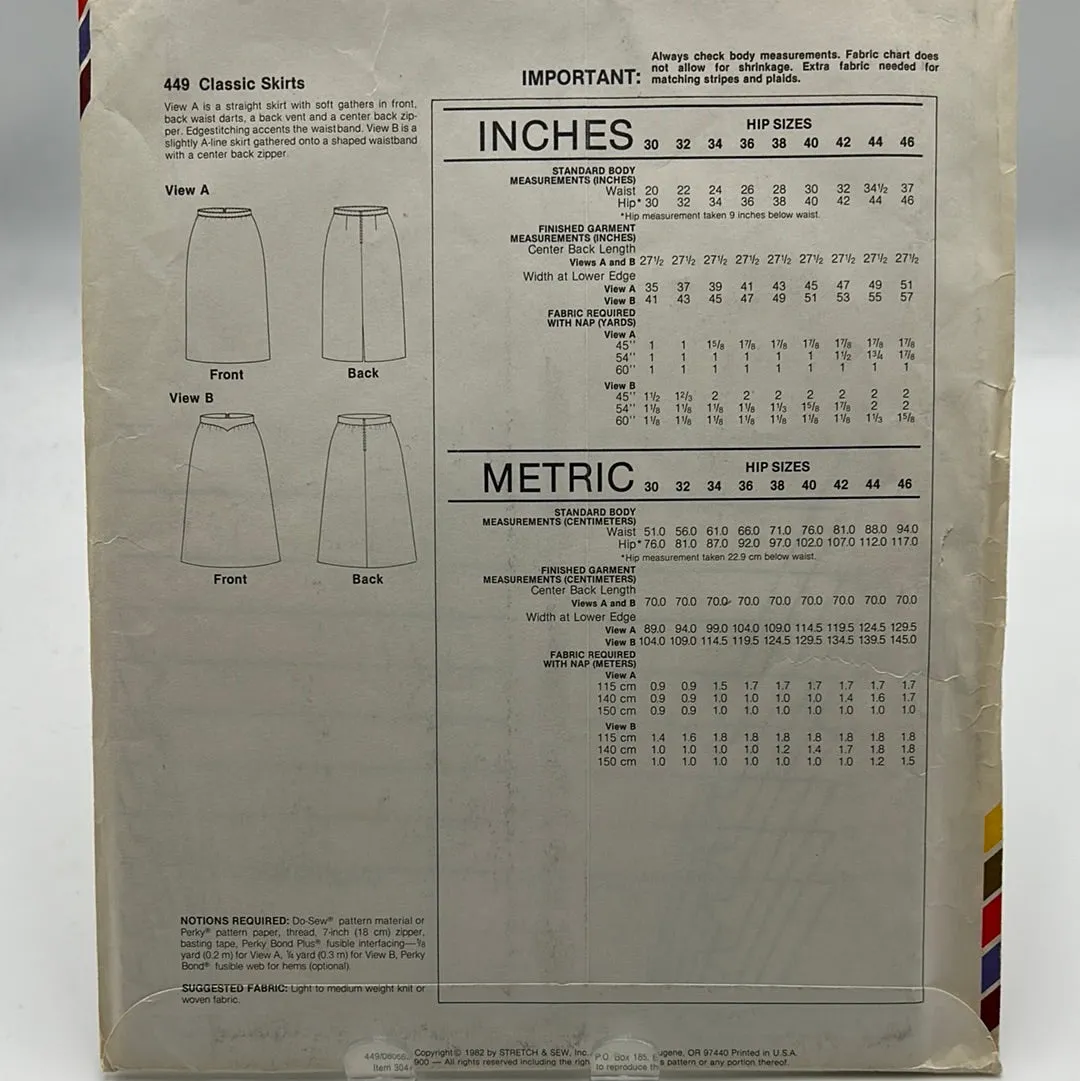 449 Classic Skirts
View A is a straight skirt with soft gathers in front,
back waist darts, a back vent and a center back zip-
per. Edgestitching accents the waistband. View B is a
slightly A-line skirt gathered onto a shaped waistband
with a center back zipper.
View A
Front Back
View B
Front Back
NOTIONS REQUIRED: Do-Sew® pattern material or
Perky® pattern paper, thread, 7-inch (18 cm) zipper,
basting tape, Perky Bond Plus® fusible interfacing—⅛
yard (0.2 m) for View A, ¼ yard (0.3 m) for View B, Perky
Bond® fusible web for hems (optional).
SUGGESTED FABRIC: Light to medium weight knit or
woven fabric.
IMPORTANT: Always check body measurements. Fabric chart does
not allow for shrinkage. Extra fabric needed for
matching stripes and plaids.
INCHES HIP SIZES
30 32 34 36 38 40 42 44 46
STANDARD BODY
MEASUREMENTS (INCHES)
Waist 20 22 24 26 28 30 32 34½ 37
Hip* 30 32 34 36 38 40 42 44 46
*Hip measurement taken 9 inches below waist.
FINISHED GARMENT
MEASUREMENTS (INCHES)
Center Back Length
Views A and B 27½ 27½ 27½ 27½ 27½ 27½ 27½ 27½ 27½
Width at Lower Edge
View A 35 37 39 41 43 45 47 49 51
View B 41 43 45 47 49 51 53 55 57
FABRIC REQUIRED
WITH NAP (YARDS)
View A
45" 1 1 1⅝ 1⅞ 1⅞ 1⅞ 1⅞ 1⅞ 1⅞
54" 1 1 1 1 1 1 1½ 1¾ 1⅞
60" 1 1 1 1 1 1 1 1 1
View B
45" 1½ 1⅔ 2 2 2 2 2 2 2
54" 1⅛ 1⅛ 1⅛ 1⅛ 1⅓ 1⅝ 1⅞ 2 2
60" 1⅛ 1⅛ 1⅛ 1⅛ 1⅛ 1⅛ 1⅛ 1⅓ 1⅝
METRIC HIP SIZES
30 32 34 36 38 40 42 44 46
STANDARD BODY
MEASUREMENTS (CENTIMETERS)
Waist 51.0 56.0 61.0 66.0 71.0 76.0 81.0 88.0 94.0
Hip* 76.0 81.0 87.0 92.0 97.0 102.0 107.0 112.0 117.0
*Hip measurement taken 22.9 cm below waist.
FINISHED GARMENT
MEASUREMENTS (CENTIMETERS)
Center Back Length
Views A and B 70.0 70.0 70.0 70.0 70.0 70.0 70.0 70.0 70.0
Width at Lower Edge
View A 89.0 94.0 99.0 104.0 109.0 114.5 119.5 124.5 129.5
View B 104.0 109.0 114.5 119.5 124.5 129.5 134.5 139.5 145.0
FABRIC REQUIRED
WITH NAP (METERS)
View A
115 cm 0.9 0.9 1.5 1.7 1.7 1.7 1.7 1.7 1.7
140 cm 0.9 0.9 1.0 1.0 1.0 1.0 1.4 1.6 1.7
150 cm 0.9 0.9 1.0 1.0 1.0 1.0 1.0 1.0 1.0
View B
115 cm 1.4 1.6 1.8 1.8 1.8 1.8 1.8 1.8 1.8
140 cm 1.0 1.0 1.0 1.0 1.2 1.4 1.7 1.8 1.8
150 cm 1.0 1.0 1.0 1.0 1.0 1.0 1.0 1.2 1.5
Copyright © 1982 by STRETCH & SEW, Inc. P.O. Box 185, Eugene, OR 97440 Printed in U.S.A.
Item 304 900 — All rights reserved including the to reproduce pattern or any portion thereof.